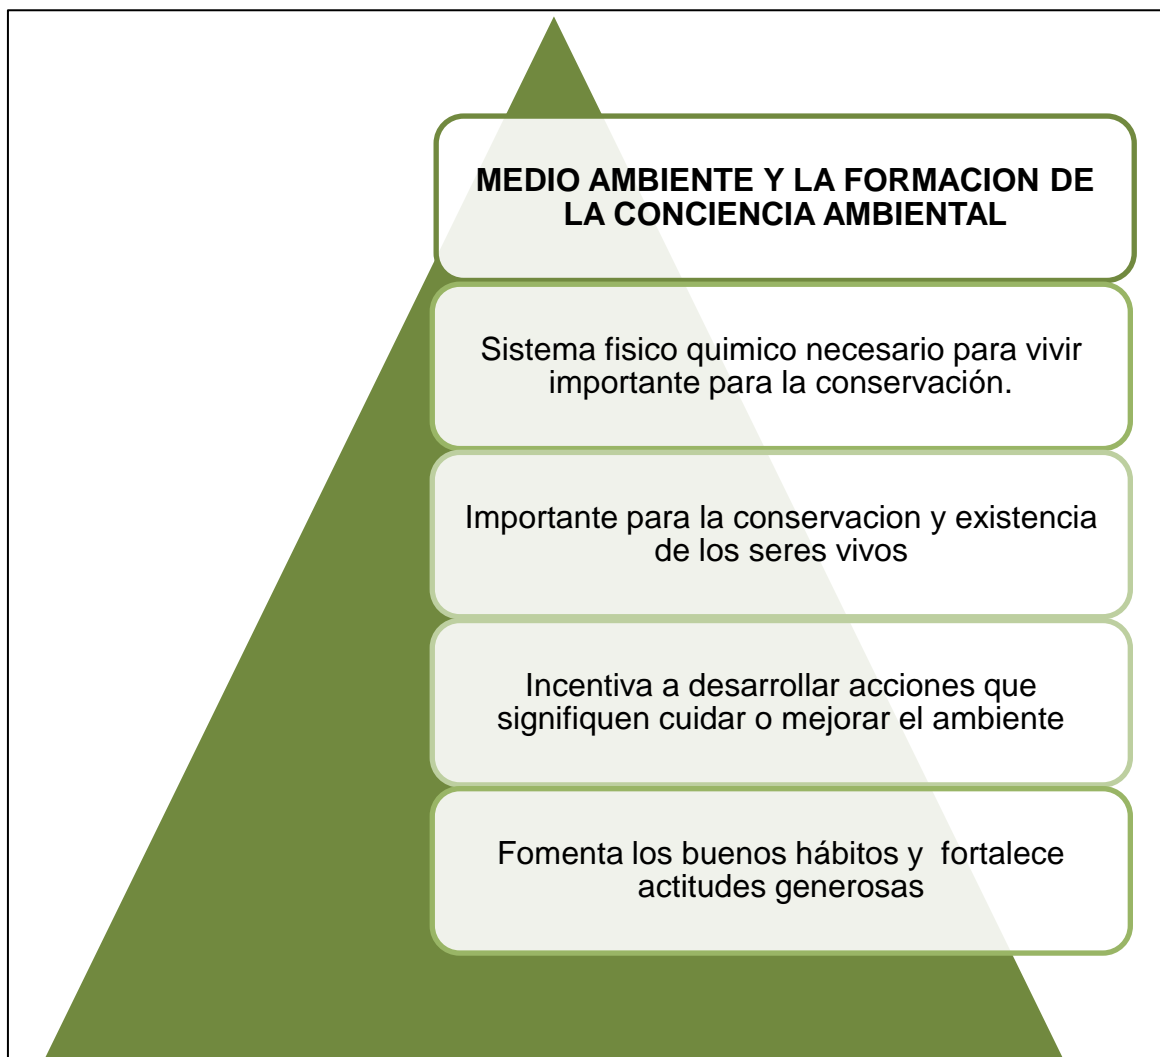 MEDIO AMBIENTE Y LA FORMACION DE
LA CONCIENCIA AMBIENTAL
Sistema fisico quimico necesario para vivir
importante para la conservación.
Importante para la conservacion y existencia
de los seres vivos
Incentiva a desarrollar acciones que
signifiquen cuidar o mejorar el ambiente
Fomenta los buenos hábitos y  fortalece
actitudes generosas